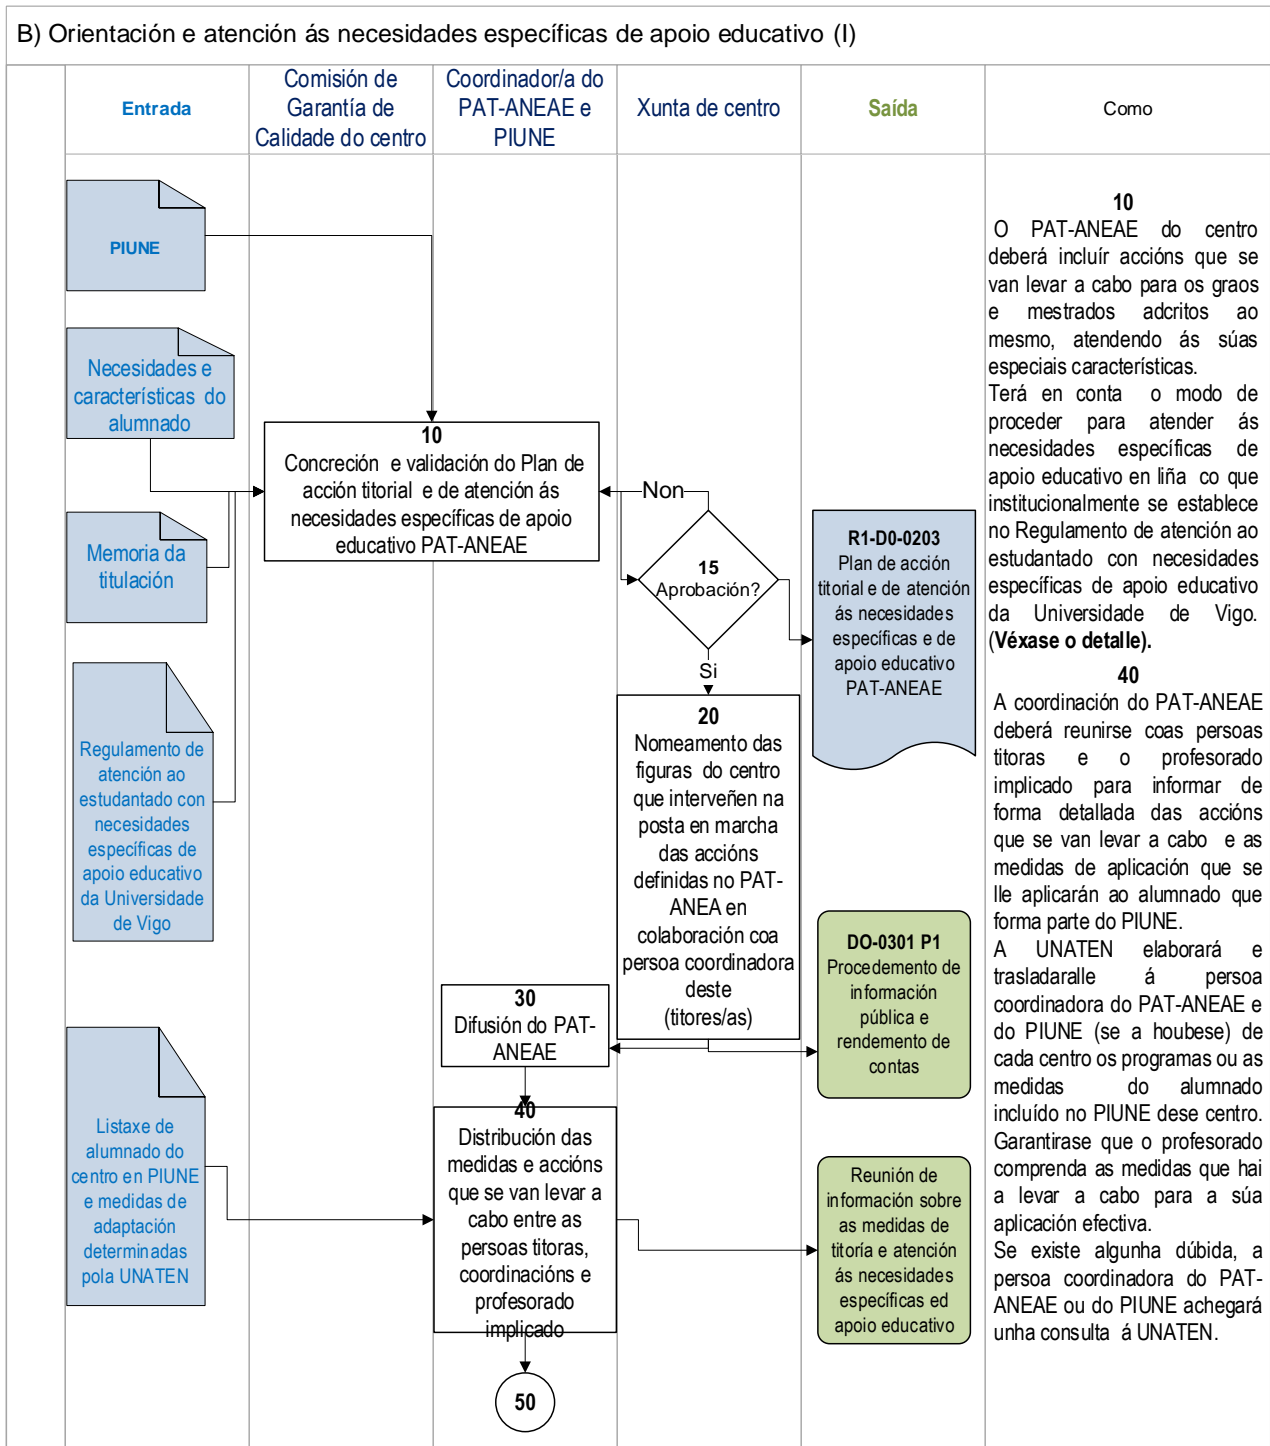 B) Orientación e atención ás necesidades específicas de apoio educativo (I)
Entrada
Comisión de
Garantía de
Calidade do centro
Coordinador/a do
PAT-ANEAE e
PIUNE
Xunta de centro
Saída
Como
PIUNE
Necesidades e
características do
alumnado
Memoria da
titulación
Regulamento de
atención ao
estudantado con
necesidades
específicas de
apoio educativo
da Universidade
de Vigo
Listaxe de
alumnado do
centro en PIUNE
e medidas de
adaptación
determinadas
pola UNATEN
10
Concreción e validación do Plan de
acción titorial e de atención ás
necesidades específicas de apoio
educativo PAT-ANEAE
Non
15
Aprobación?
Si
20
Nomeamento das
figuras do centro
que interveñen na
posta en marcha
das accións
definidas no PAT-
ANEA en
colaboración coa
persoa coordinadora
deste
(titores/as)
30
Difusión do PAT-
ANEAE
40
Distribución das
medidas e accións
que se van levar a
cabo entre as
persoas titoras,
coordinacións e
profesorado
implicado
50
R1-D0-0203
Plan de acción
titorial e de atención
ás necesidades
específicas e de
apoio educativo
PAT-ANEAE
DO-0301 P1
Procedemento de
información
pública e
rendemento de
contas
Reunión de
información sobre
as medidas de
titoría e atención
ás necesidades
específicas ed
apoio educativo
10
O PAT-ANEAE do centro
deberá incluír accións que se
van levar a cabo para os graos
e mestrados adcritos ao
mesmo, atendendo ás súas
especiais características.
Terá en conta o modo de
proceder para atender ás
necesidades específicas de
apoio educativo en liña co que
institucionalmente se establece
no Regulamento de atención ao
estudantado con necesidades
específicas de apoio educativo
da Universidade de Vigo.
(Véxase o detalle).
40
A coordinación do PAT-ANEAE
deberá reunirse coas persoas
titoras e o profesorado
implicado para informar de
forma detallada das accións
que se van levar a cabo e as
medidas de aplicación que se
lle aplicarán ao alumnado que
forma parte do PIUNE.
A UNATEN elaborará e
trasladaralle á persoa
coordinadora do PAT-ANEAE e
do PIUNE (se a houbese) de
cada centro os programas ou as
medidas do alumnado
incluído no PIUNE dese centro.
Garantirase que o profesorado
comprenda as medidas que hai
a levar a cabo para a súa
aplicación efectiva.
Se existe algunha dúbida, a
persoa coordinadora do PAT-
ANEAE ou do PIUNE achegará
unha consulta á UNATEN.